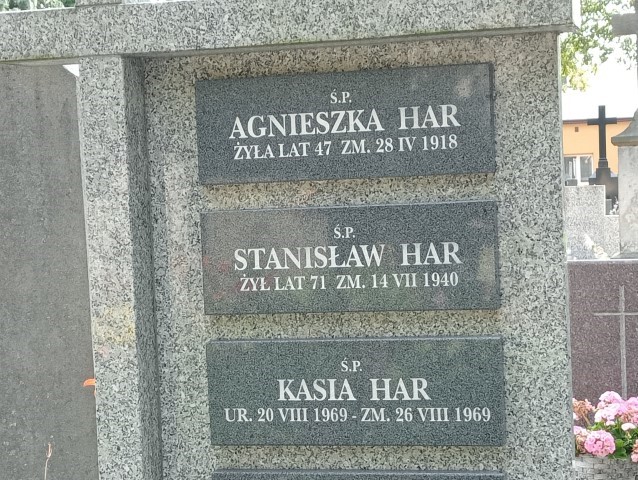 Ś.P.
AGNIESZKA HAR
ŻYŁA LAT 47 ZM. 28 IV 1918
Ś.P.
STANISŁAW HAR
ŻYŁ LAT 71 ZM. 14 VII 1940
Ś.P.
KASIA HAR
UR. 20 VIII 1969 - ZM. 26 VIII 1969